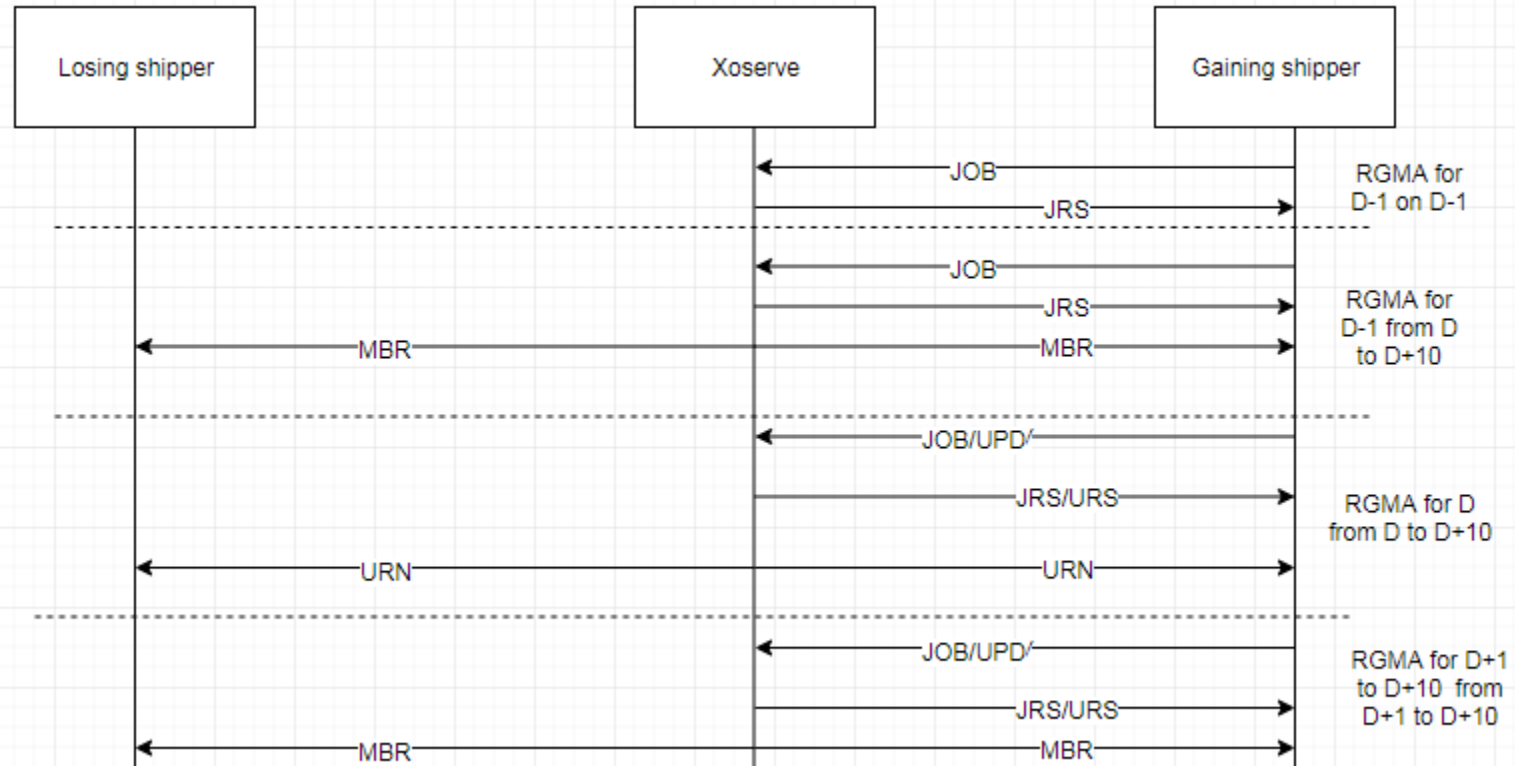 Losing shipper
Xoserve
Gaining shipper
JOB
RGMA for
D-1 on D-1
JRS
JOB
JRS
RGMA for
D-1 from D
to D+10
MBR
MBR
JOB/UPD/
JRS/URS
RGMA for D
from D to D+10
URN
URN
JOB/UPD/
JRS/URS
RGMA for D+1
to D+10 from
D+1 to D+10
MBR
MBR